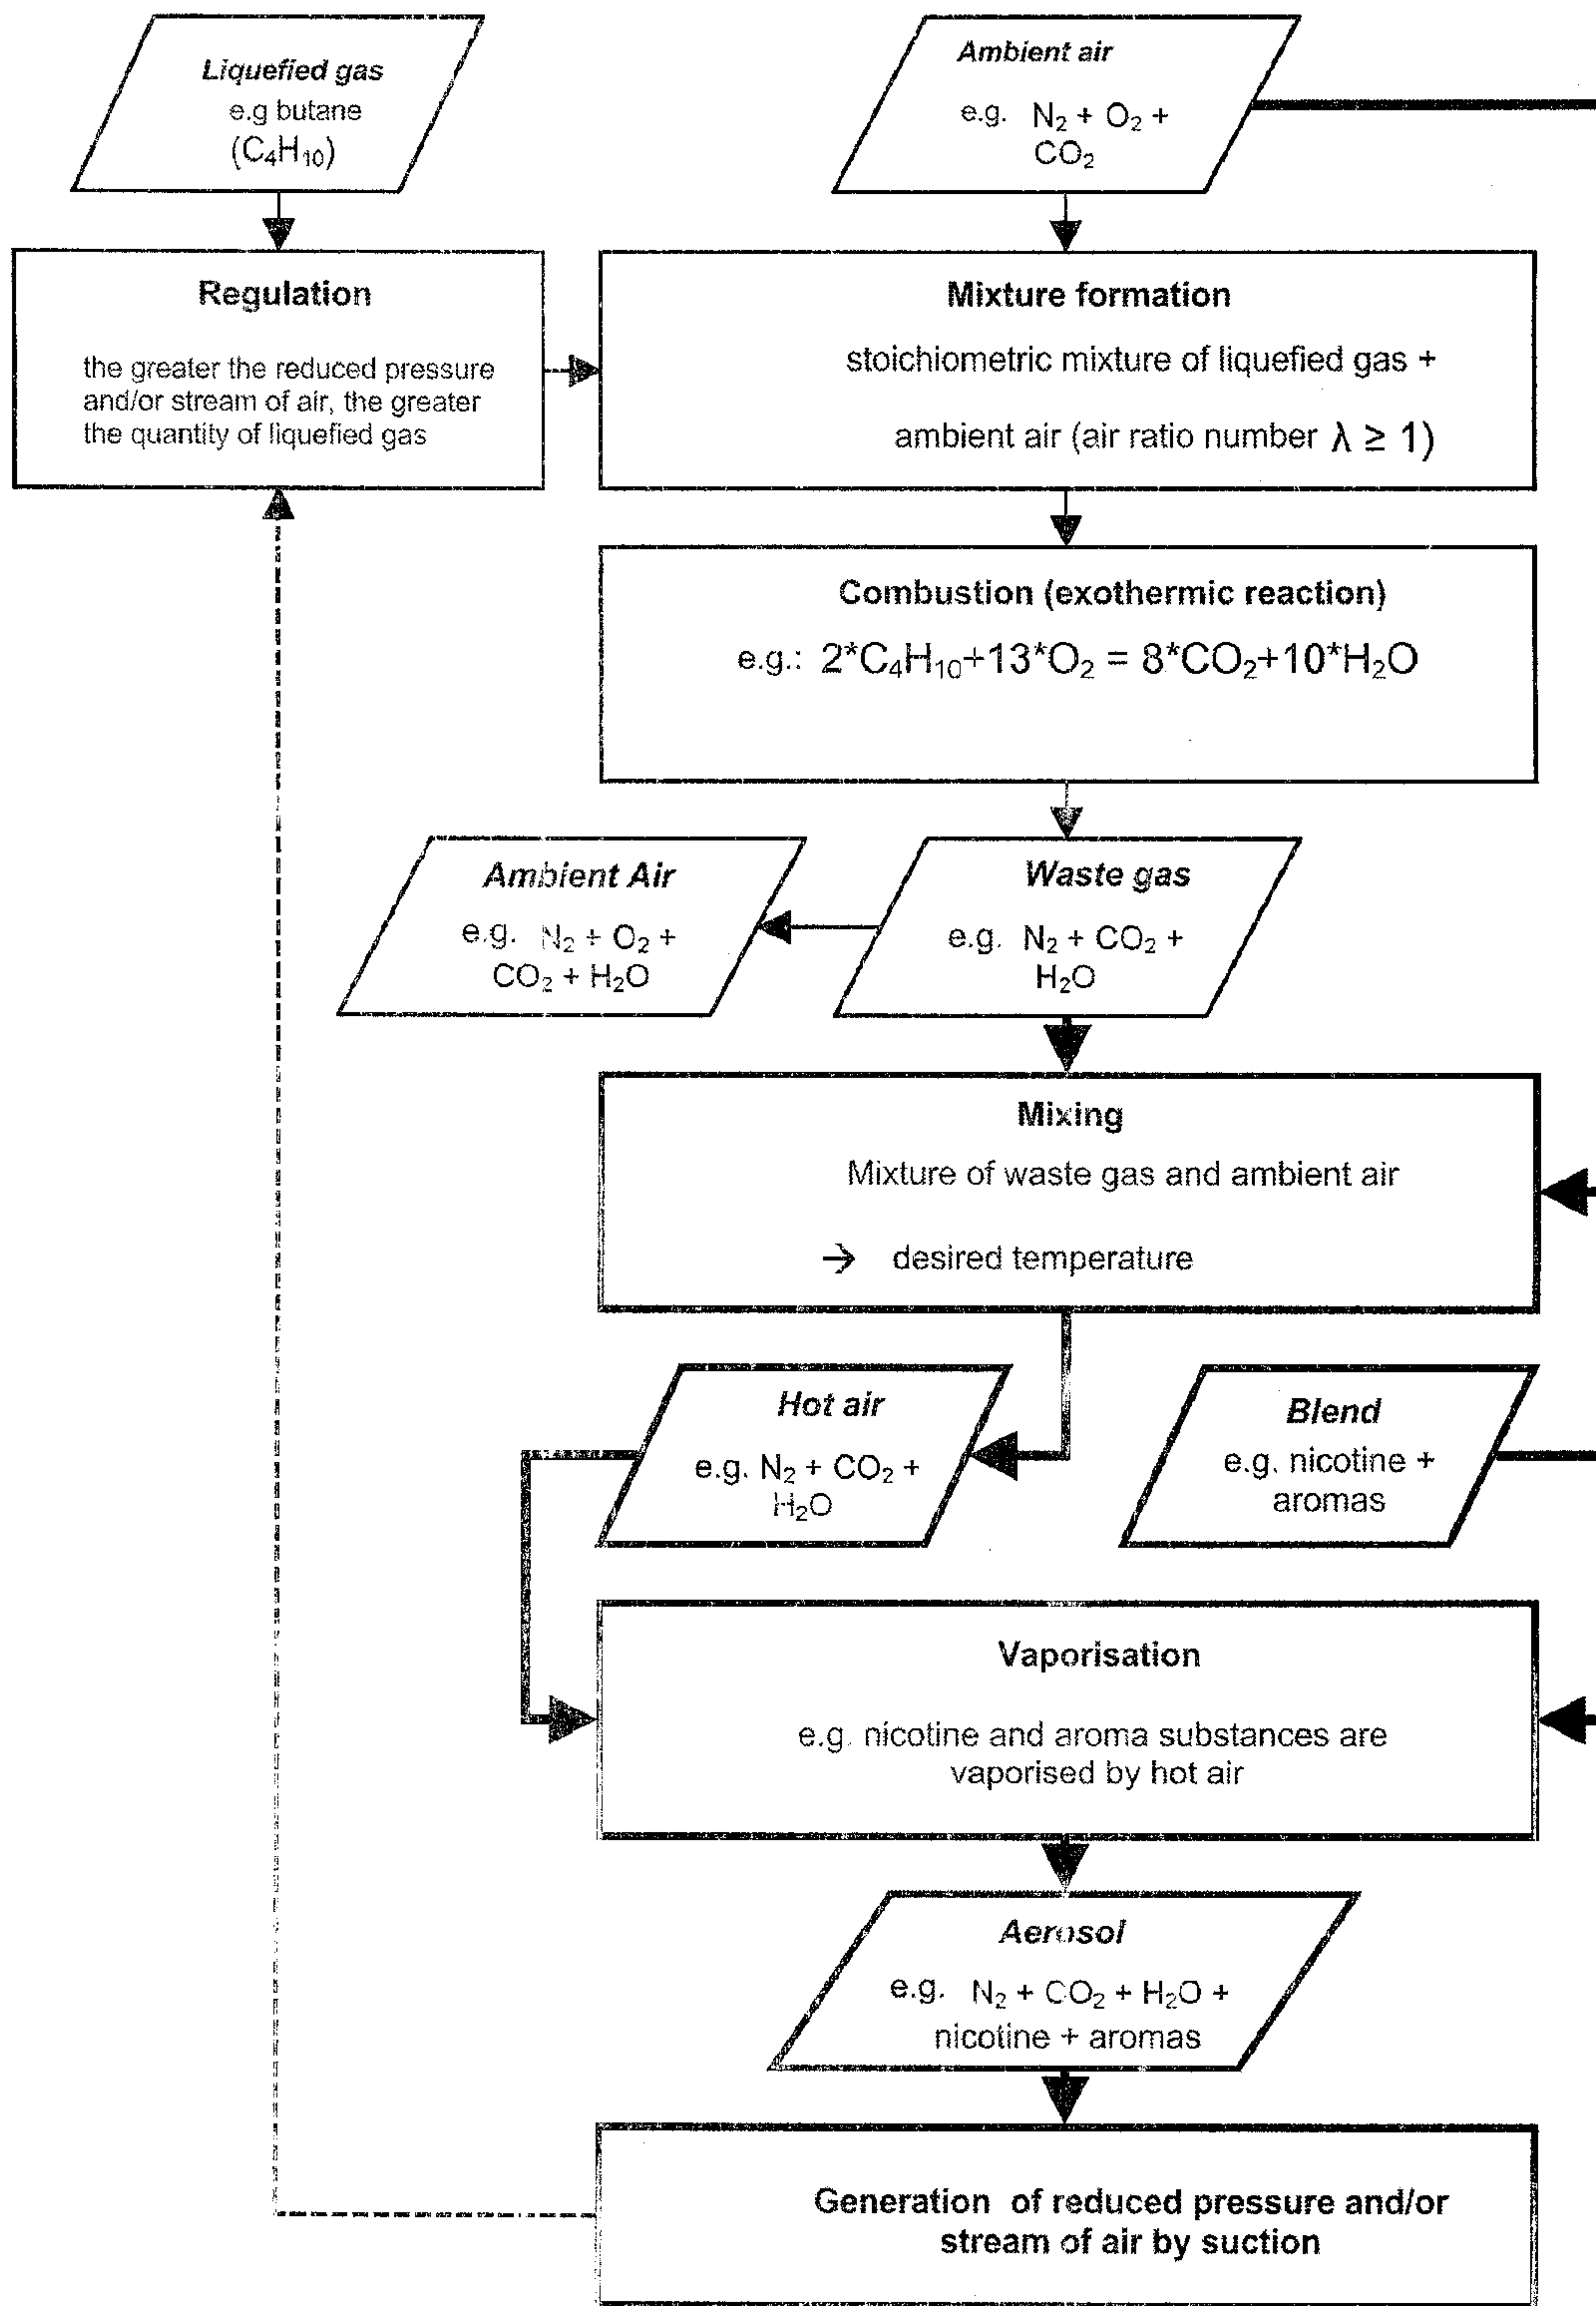 Liquefied gas
e.g butane
(C₄H₁₀)
Ambient air
e.g. N₂ + O₂ +
CO₂
Regulation
the greater the reduced pressure
and/or stream of air, the greater
the quantity of liquefied gas
Mixture formation
stoichiometric mixture of liquefied gas +
ambient air (air ratio number λ ≥ 1)
Combustion (exothermic reaction)
e.g.: 2*C₄H₁₀+13*O₂ = 8*CO₂+10*H₂O
Ambient Air
e.g. N₂ + O₂ +
CO₂ + H₂O
Waste gas
e.g. N₂ + CO₂ +
H₂O
Mixing
Mixture of waste gas and ambient air
→ desired temperature
Hot air
e.g. N₂ + CO₂ +
H₂O
Blend
e.g. nicotine +
aromas
Vaporisation
e.g. nicotine and aroma substances are
vaporised by hot air
Aerosol
e.g. N₂ + CO₂ + H₂O +
nicotine + aromas
Generation of reduced pressure and/or
stream of air by suction